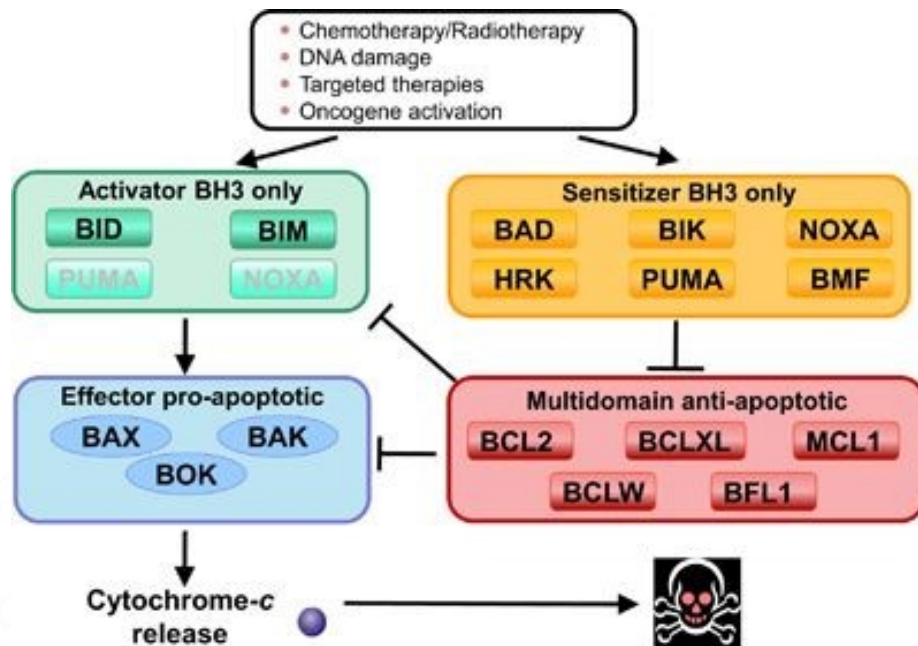 • Chemotherapy/Radiotherapy
• DNA damage
• Targeted therapies
• Oncogene activation
Activator BH3 only
BID BIM
PUMA NOXA
Sensitizer BH3 only
BAD BIK NOXA
HRK PUMA BMF
Effector pro-apoptotic
BAX BAK
BOK
Multidomain anti-apoptotic
BCL2 BCLXL MCL1
BCLW BFL1
Cytochrome-c
release